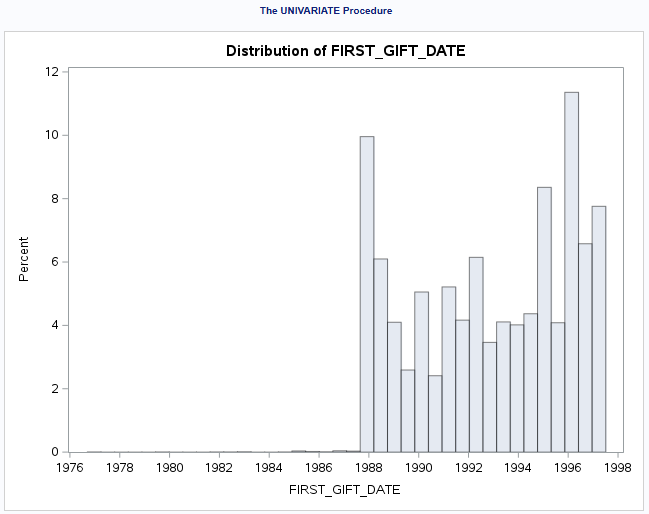 The UNIVARIATE Procedure
Distribution of FIRST_GIFT_DATE
12
10
8
6
4
2
0
Percent
1976 1978 1980 1982 1984 1986 1988 1990 1992 1994 1996 1998
FIRST_GIFT_DATE